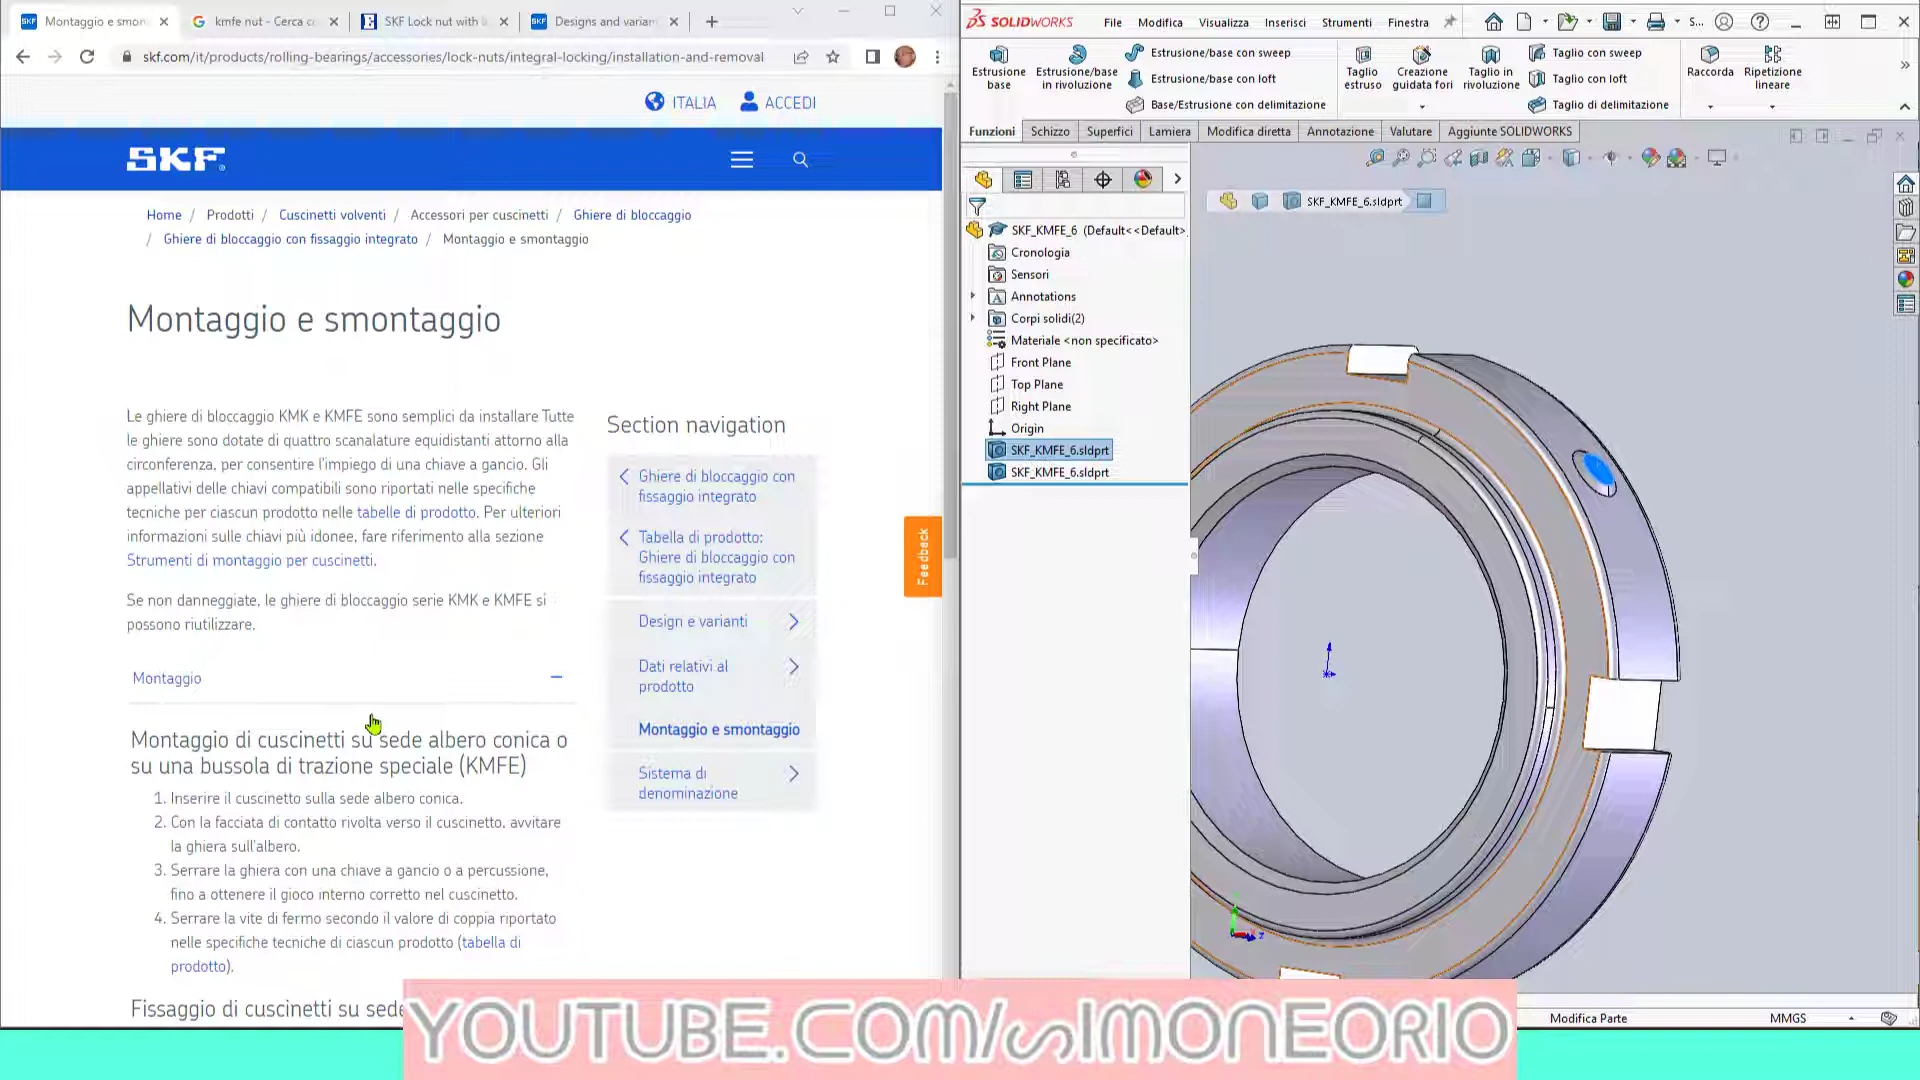 Montaggio e smon
kmfe nut - Cerca co
SKF Lock nut with
Designs and varian
skf.com/it/products/rolling-bearings/accessories/lock-nuts/integral-locking/installation-and-removal
ITALIA
ACCEDI
SKF
Home / Prodotti / Cuscinetti volventi / Accessori per cuscinetti / Ghiere di bloccaggio
/ Ghiere di bloccaggio con fissaggio integrato / Montaggio e smontaggio
Montaggio e smontaggio
Le ghiere di bloccaggio KMK e KMFE sono semplici da installare Tutte
le ghiere sono dotate di quattro scanalature equidistanti attorno alla
circonferenza, per consentire l'impiego di una chiave a gancio. Gli
appellativi delle chiavi compatibili sono riportati nelle specifiche
tecniche per ciascun prodotto nelle tabelle di prodotto. Per ulteriori
informazioni sulle chiavi più idonee, fare riferimento alla sezione
Strumenti di montaggio per cuscinetti.
Se non danneggiate, le ghiere di bloccaggio serie KMK e KMFE si
possono riutilizzare.
Montaggio
Montaggio di cuscinetti su sede albero conica o
su una bussola di trazione speciale (KMFE)
1. Inserire il cuscinetto sulla sede albero conica.
2. Con la facciata di contatto rivolta verso il cuscinetto, avvitare
la ghiera sull'albero.
3. Serrare la ghiera con una chiave a gancio o a percussione,
fino a ottenere il gioco interno corretto nel cuscinetto.
4. Serrare la vite di fermo secondo il valore di coppia riportato
nelle specifiche tecniche di ciascun prodotto (tabella di
prodotto).
Fissaggio di cuscinetti su sede
Section navigation
Ghiere di bloccaggio con
fissaggio integrato
Tabella di prodotto:
Ghiere di bloccaggio con
fissaggio integrato
Design e varianti
Dati relativi al
prodotto
Montaggio e smontaggio
Sistema di
denominazione
Feedback
SOLIDWORKS
File
Modifica
Visualizza
Inserisci
Strumenti
Finestra
S...
Estrusione
base
Estrusione/base
in rivoluzione
Estrusione/base con sweep
Estrusione/base con loft
Base/Estrusione con delimitazione
Taglio
estruso
Creazione
guidata fori
Taglio in
rivoluzione
Taglio con sweep
Taglio con loft
Taglio di delimitazione
Raccorda
Ripetizione
lineare
Funzioni
Schizzo
Superfici
Lamiera
Modifica diretta
Annotazione
Valutare
Aggiunte SOLIDWORKS
SKF_KMFE_6.sldprt
SKF_KMFE_6 (Default<<Default>
Cronologia
Sensori
Annotations
Corpi solidi(2)
Materiale <non specificato>
Front Plane
Top Plane
Right Plane
Origin
SKF_KMFE_6.sldprt
SKF_KMFE_6.sldprt
z
Modifica Parte
MMGS
YOUTUBE.COM/SIMONEORIO